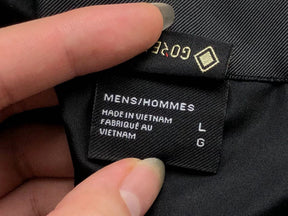 GORE
MENS/HOMMES
MADE IN VIETNAM
FABRIQUÉ AU
VIETNAM
L
G